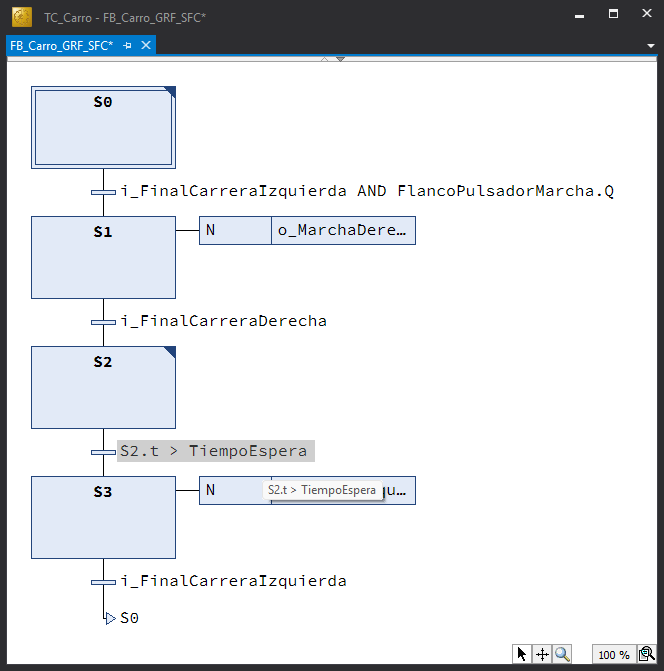 TC_Carro - FB_Carro_GRF_SFC*
FB_Carro_GRF_SFC*
S0
i_FinalCarreraIzquierda AND FlancoPulsadorMarcha.Q
S1
N o_MarchaDere…
i_FinalCarreraDerecha
S2
S2.t > TiempoEspera
S3
N qu…
S2.t > TiempoEspera
i_FinalCarreraIzquierda
S0
100 %